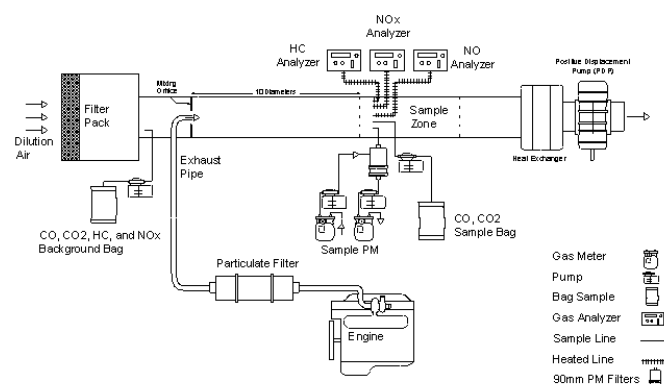 NOx
Analyzer
HC
Analyzer
NO
Analyzer
Positive Displacement
Pump (PDP)
Mixing
Orifice
10 Diameters
Filter
Pack
Sample
Zone
Dilution
Air
Exhaust
Pipe
Heat Exchanger
CO, CO2, HC, and NOx
Background Bag
Sample PM
CO, CO2
Sample Bag
Particulate Filter
Engine
Gas Meter
Pump
Bag Sample
Gas Analyzer
Sample Line
Heated Line
90mm PM Filters